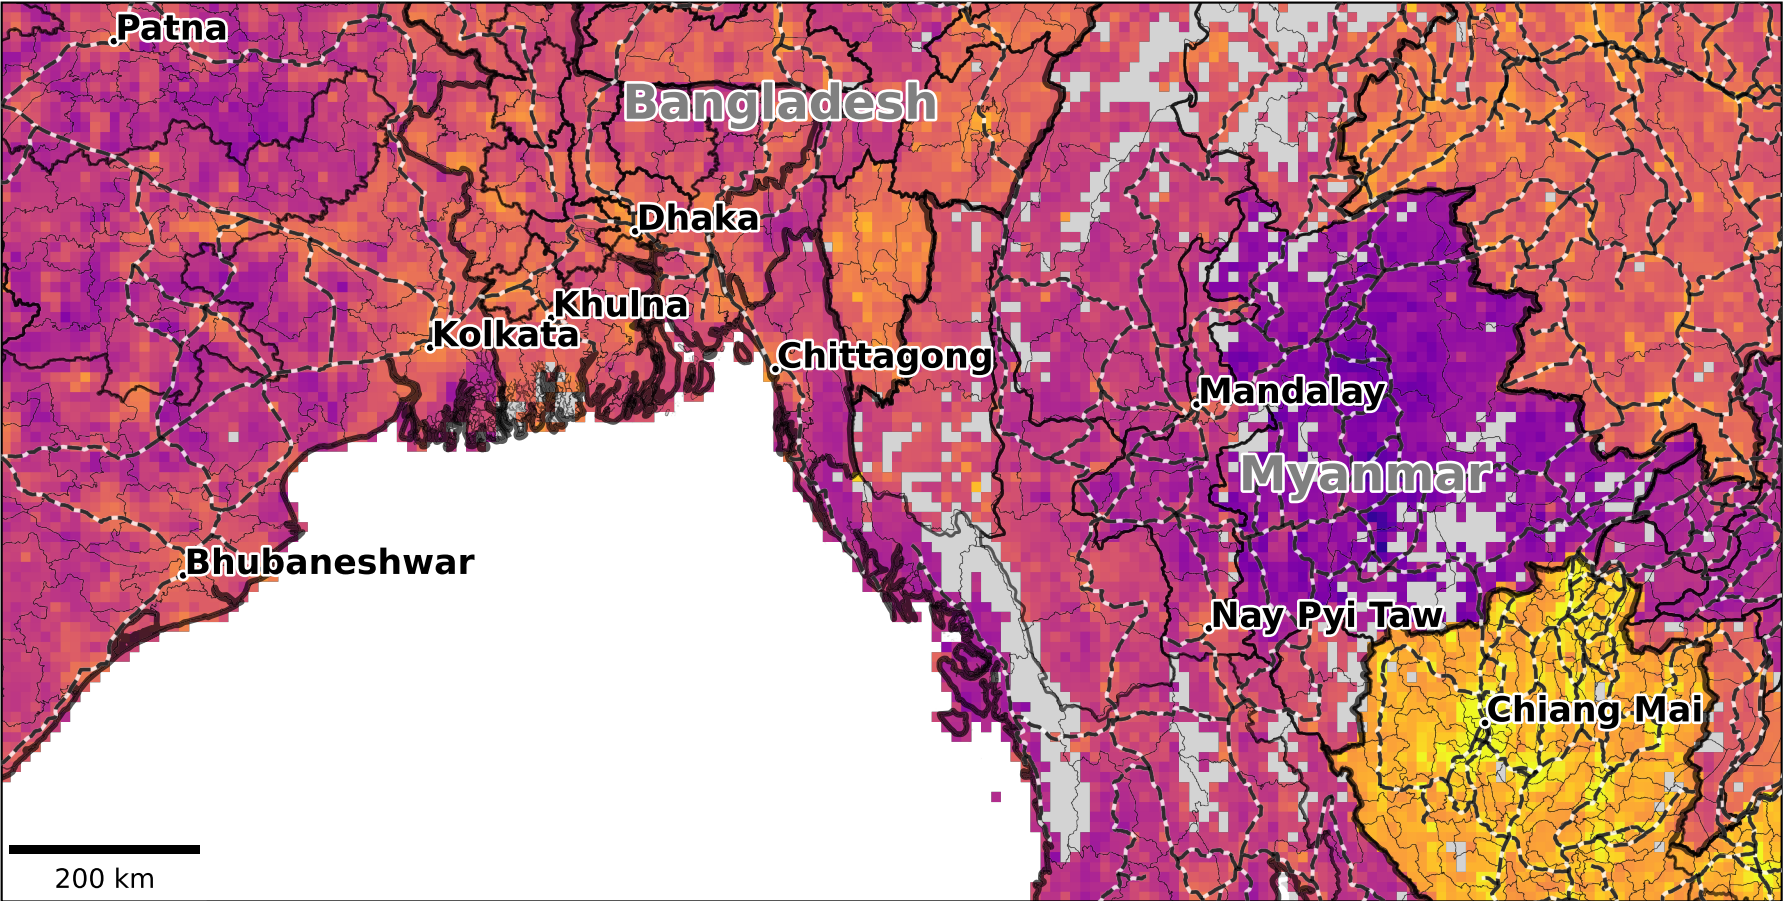 Patna
Bangladesh
Dhaka
Khulna
Kolkata
Chittagong
Mandalay
Myanmar
Bhubaneshwar
Nay Pyi Taw
Chiang Mai
200 km